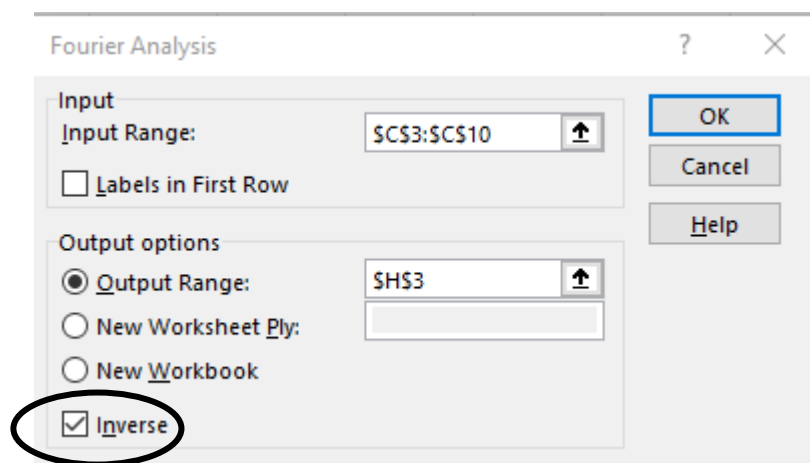 Fourier Analysis ?
Input
Input Range: $C$3:$C$10
Labels in First Row
OK
Cancel
Help
Output options
Output Range: $H$3
New Worksheet Ply:
New Workbook
Inverse